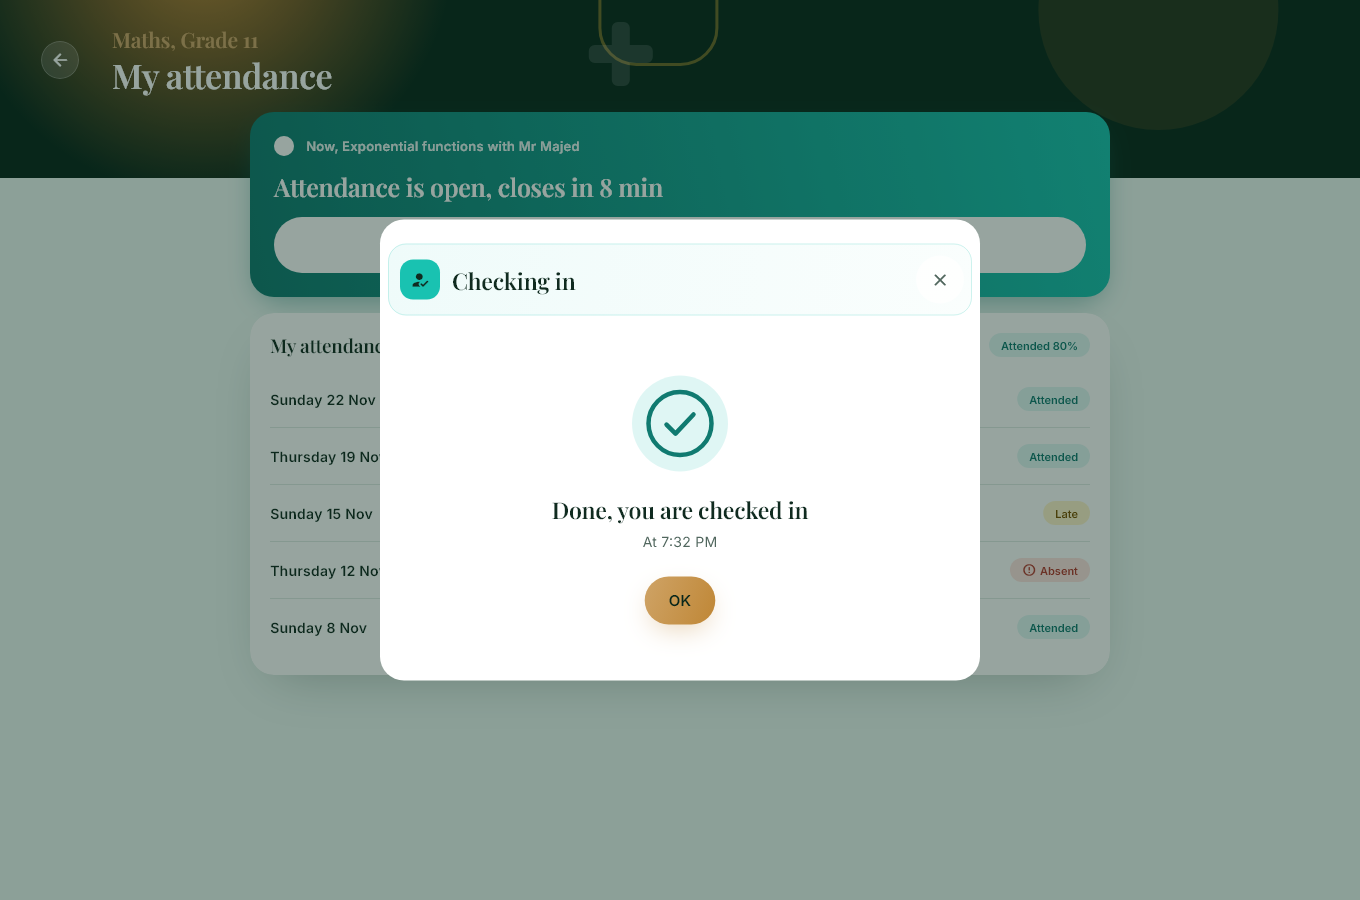 Maths, Grade 11
My attendance
Now, Exponential functions with Mr Majed
Attendance is open, closes in 8 min
Checking in
My attendanc
Attended 80%
Sunday 22 Nov
Attended
Thursday 19 Nov
Attended
Sunday 15 Nov
Late
Thursday 12 Nov
Absent
Sunday 8 Nov
Attended
Done, you are checked in
At 7:32 PM
OK